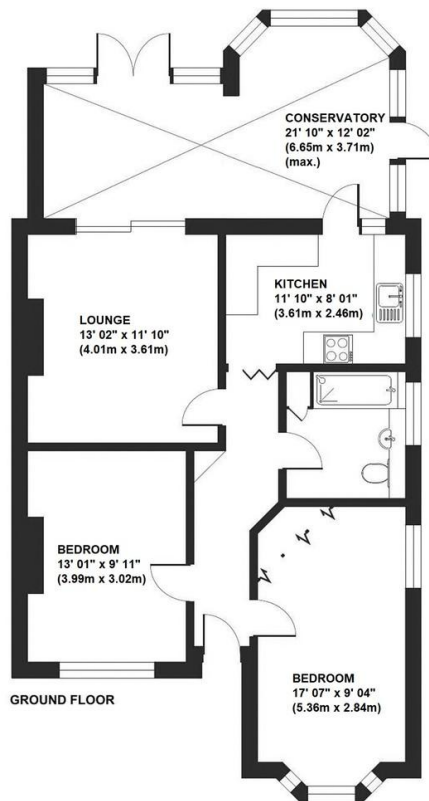 CONSERVATORY
21' 10" x 12' 02"
(6.65m x 3.71m)
(max.)
KITCHEN
11' 10" x 8' 01"
(3.61m x 2.46m)
LOUNGE
13' 02" x 11' 10"
(4.01m x 3.61m)
BEDROOM
13' 01" x 9' 11"
(3.99m x 3.02m)
BEDROOM
17' 07" x 9' 04"
(5.36m x 2.84m)
GROUND FLOOR